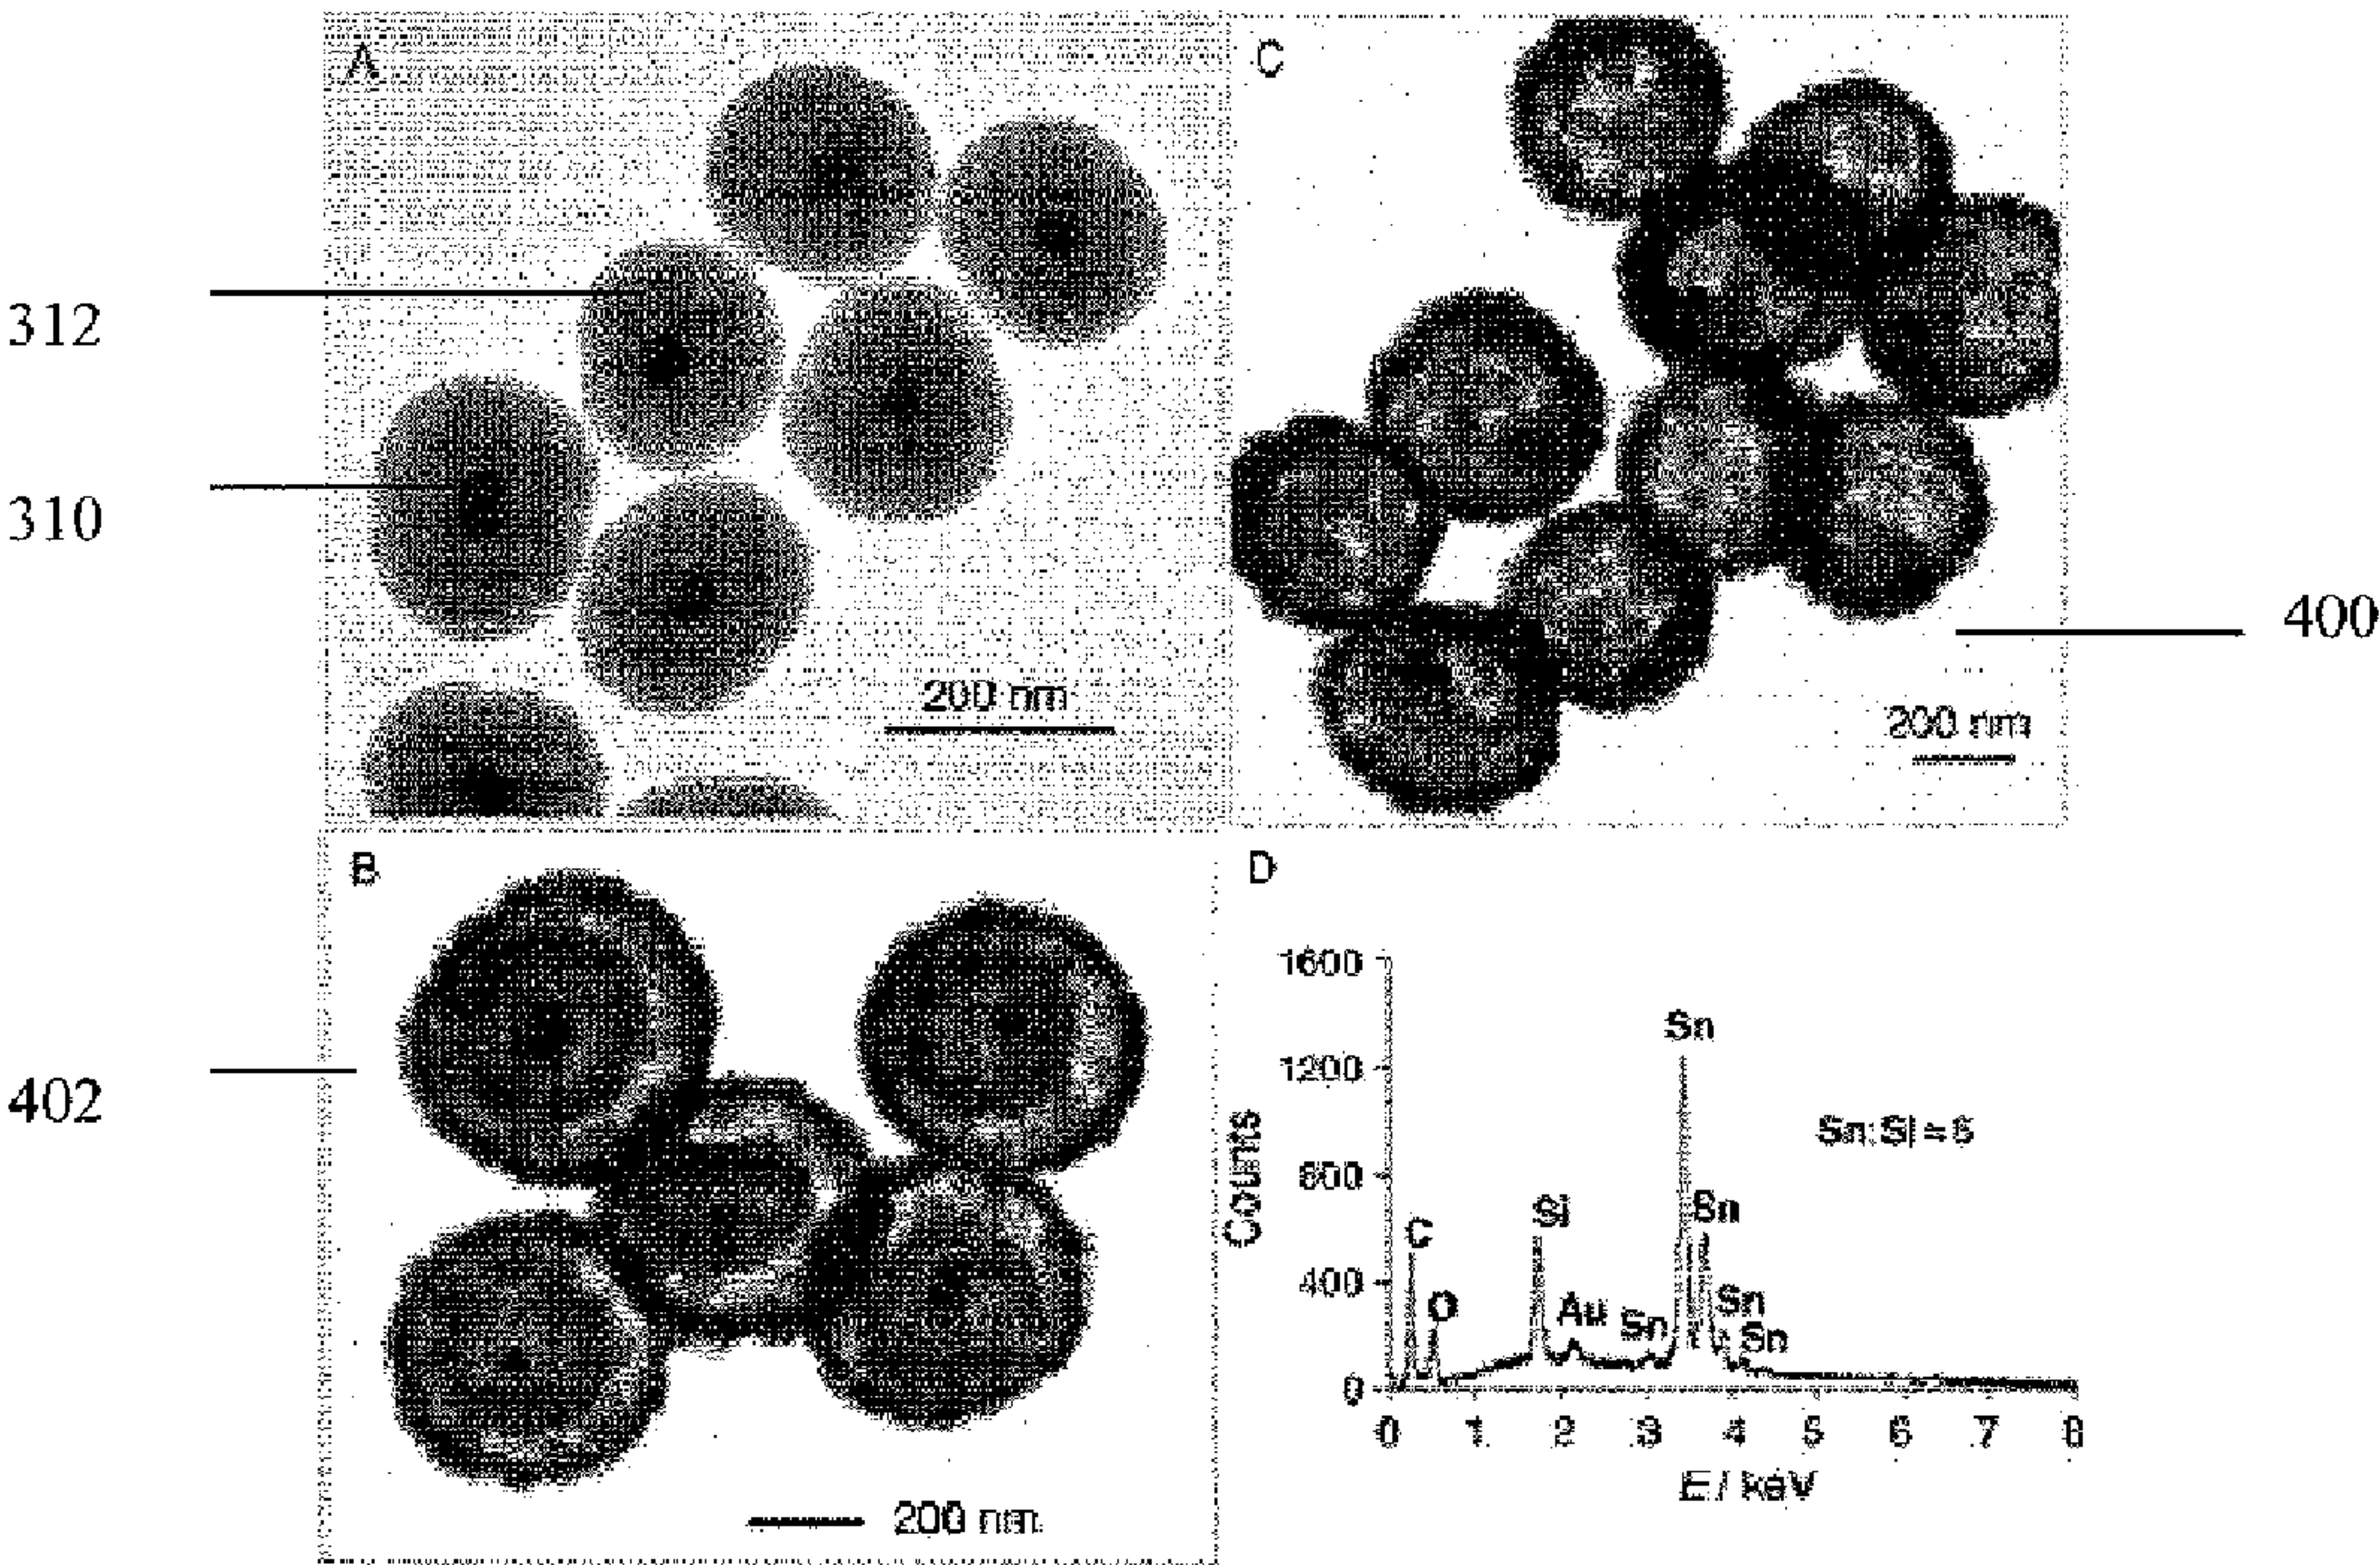 A
C
312
310
200 nm
400
200 nm
B
D
402
200 nm
1600
1200
800
400
0
Counts
Sn
Sn:Si = 5
Sn
Si
C
O
Au
Sn
Sn
Sn
0 1 2 3 4 5 6 7 8
E / keV